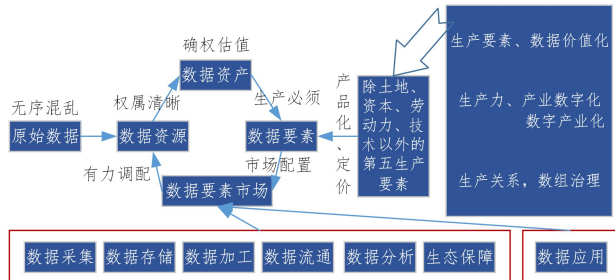 确权估值
数据资产
无序混乱
权属清晰
生产必须
原始数据
数据资源
数据要素
有力调配
市场配置
数据要素市场
产品化、定价
除土地、
资本、劳
动力、技
术以外的
第五生产
要素
生产要素、数据价值化
生产力、产业数字化
数字产业化
生产关系，数组治理
数据采集
数据存储
数据加工
数据流通
数据分析
生态保障
数据应用